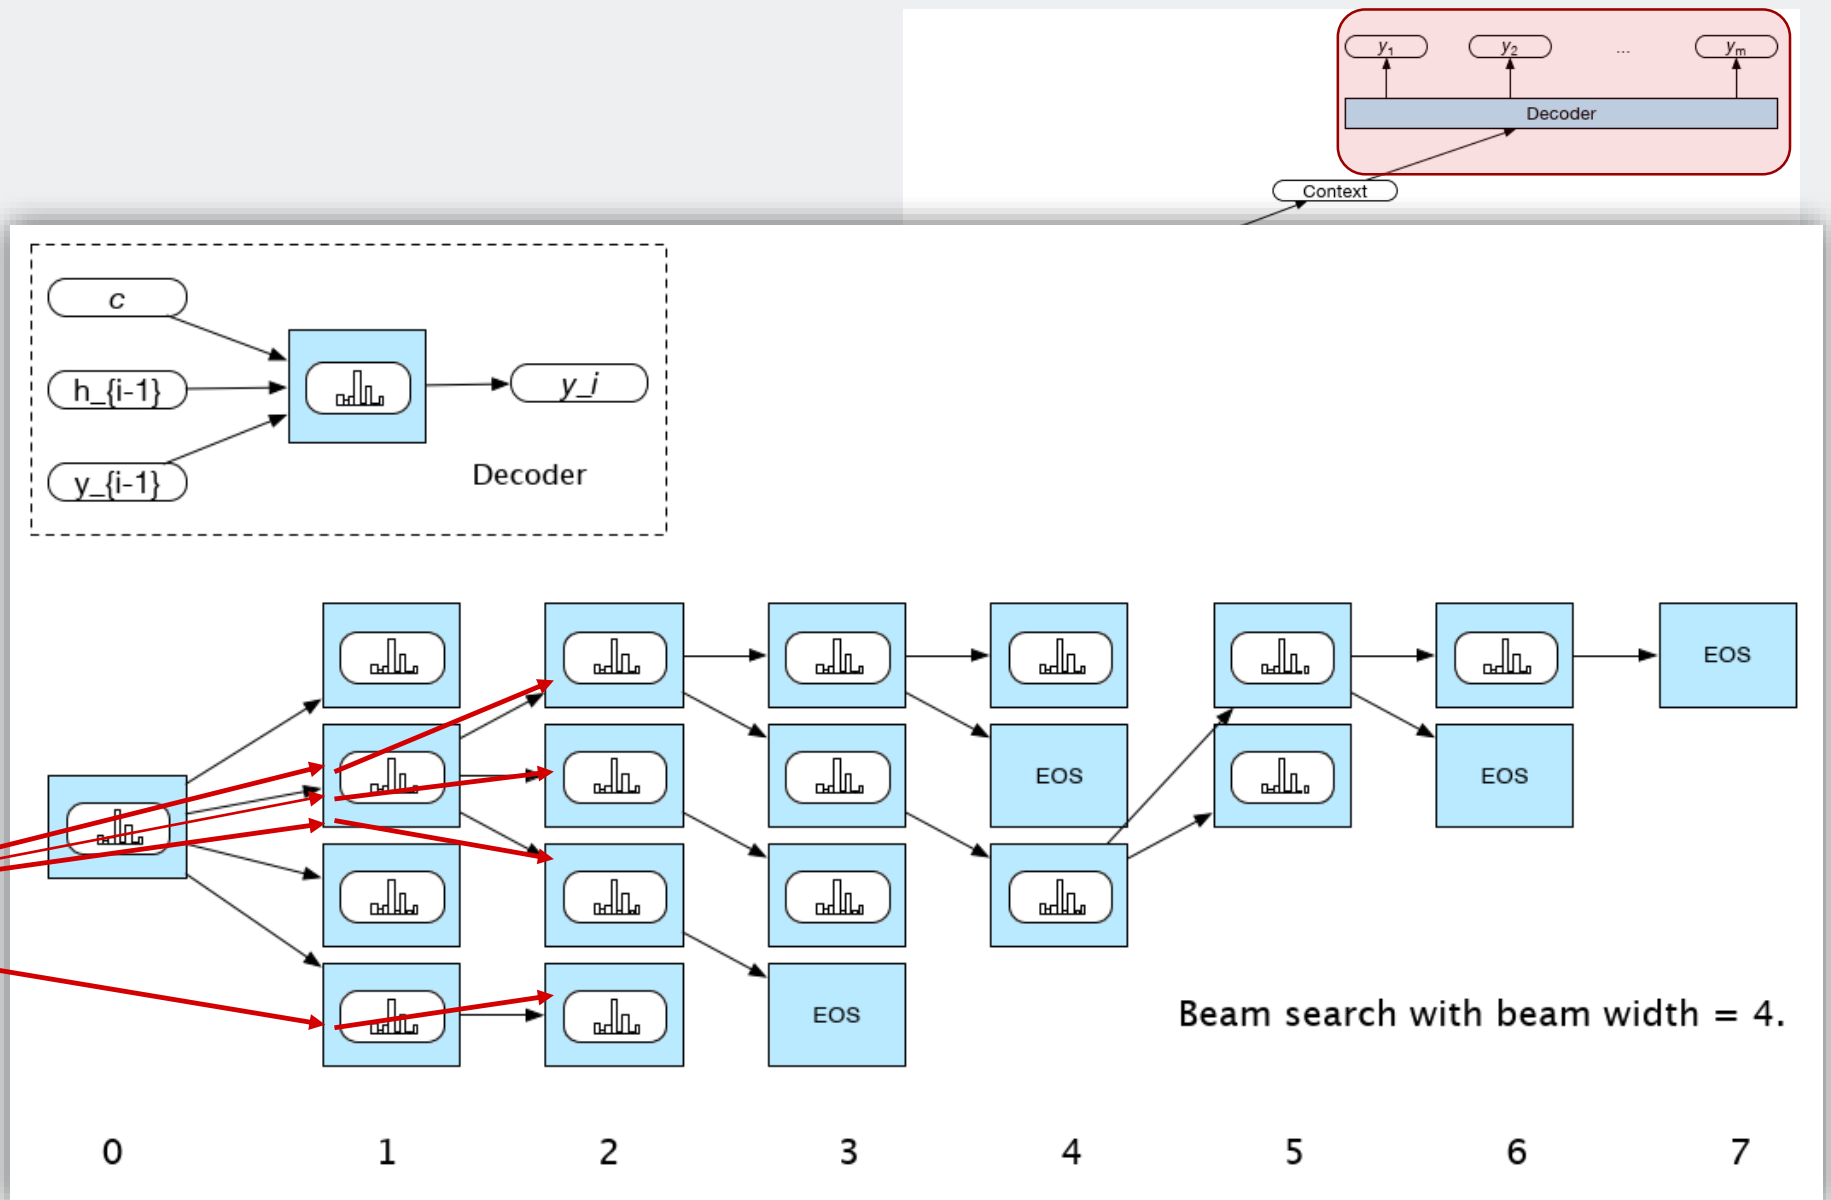 y1 y2 ... ym
Decoder
Context
c
h_{i-1}
y_i
y_{i-1}
Decoder
EOS
EOS
EOS
EOS
Beam search with beam width = 4.
0 1 2 3 4 5 6 7